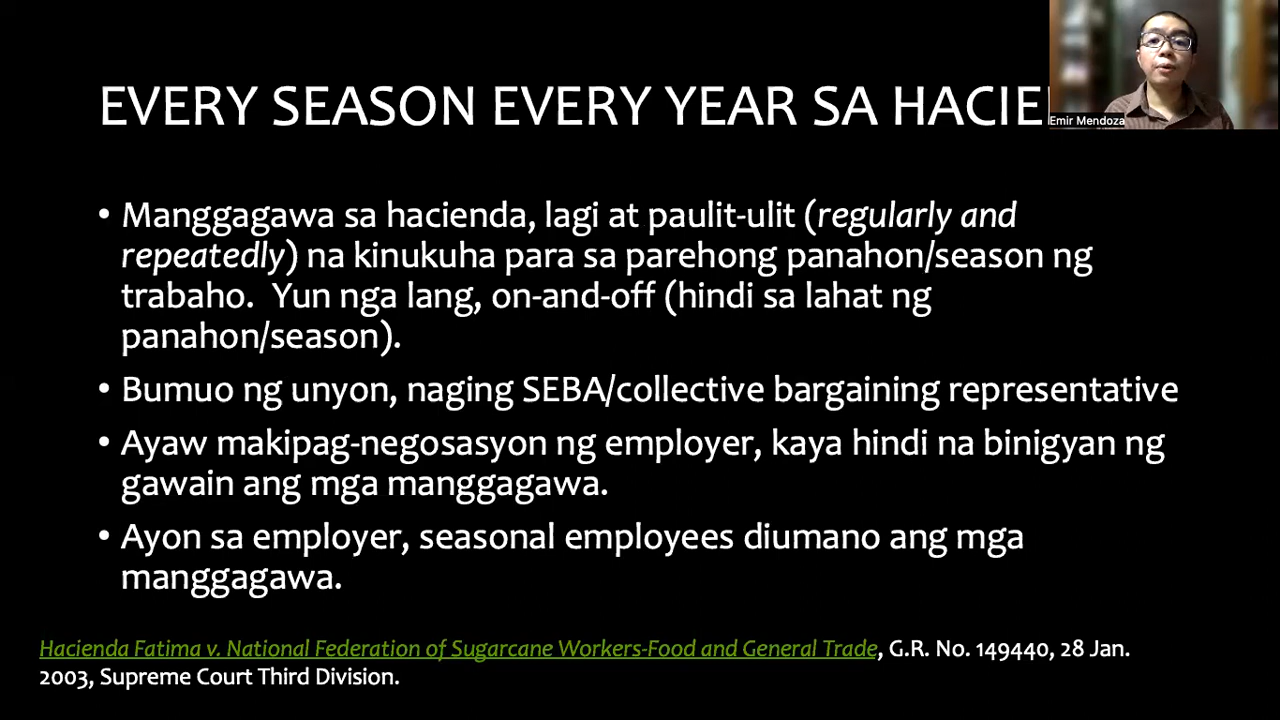 EVERY SEASON EVERY YEAR SA
Emir Mendoza
• Manggagawa sa hacienda, lagi at paulit-ulit (regularly and
repeatedly) na kinukuha para sa parehong panahon/season ng
trabaho. Yun nga lang, on-and-off (hindi sa lahat ng
panahon/season).
• Bumuo ng unyon, naging SEBA/collective bargaining representative
• Ayaw makipag-negosasyon ng employer, kaya hindi na binigyan ng
gawain ang mga manggagawa.
• Ayon sa employer, seasonal employees diumano ang mga
manggagawa.
Hacienda Fatima v. National Federation of Sugarcane Workers-Food and General Trade, G.R. No. 149440, 28 Jan.
2003, Supreme Court Third Division.